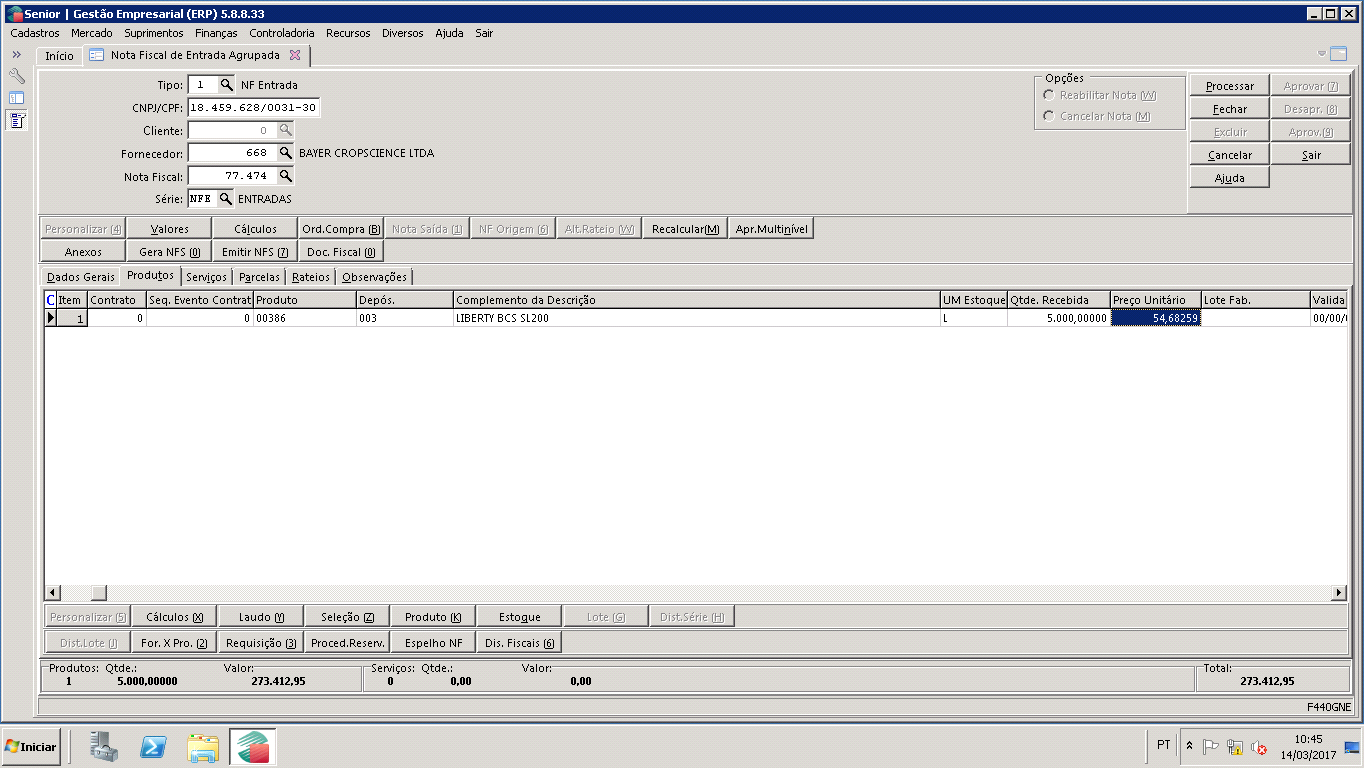 Senior | Gestão Empresarial (ERP) 5.8.8.33
Cadastros Mercado Suprimentos Finanças Controladoria Recursos Diversos Ajuda Sair
Início Nota Fiscal de Entrada Agrupada
Tipo: 1 NF Entrada
CNPJ/CPF: 18.459.628/0031-30
Cliente: 0
Fornecedor: 668 BAYER CROPSCIENCE LTDA
Nota Fiscal: 77.474
Série: NFE ENTRADAS
Opções
Reabilitar Nota (W)
Cancelar Nota (M)
Processar Aprovar (7)
Fechar Desapr. (8)
Excluir Aprov.(9)
Cancelar Sair
Ajuda
Personalizar (4) Valores Cálculos Ord.Compra (B) Nota Saída (1) NF Origem (6) Alt.Rateio (W) Recalcular(M) Apr.Multinível
Anexos Gera NFS (0) Emitir NFS (7) Doc. Fiscal (0)
Dados Gerais Produtos Serviços Parcelas Rateios Observações
C Item Contrato Seq. Evento Contrat Produto Depós. Complemento da Descrição UM Estoque Qtde. Recebida Preço Unitário Lote Fab. Valida
1 0 0 00386 003 LIBERTY BCS SL200 L 5.000,00000 54,68259 00/00/
Personalizar (5) Cálculos (X) Laudo (Y) Seleção (Z) Produto (K) Estoque Lote (G) Dist.Série (H)
Dist.Lote (J) For. X Pro. (2) Requisição (3) Proced.Reserv. Espelho NF Dis. Fiscais (6)
Produtos: Qtde.: Valor: Serviços: Qtde.: Valor: Total:
1 5.000,00000 273.412,95 0 0,00 0,00 273.412,95
F440GNE
Iniciar PT 10:45
14/03/2017